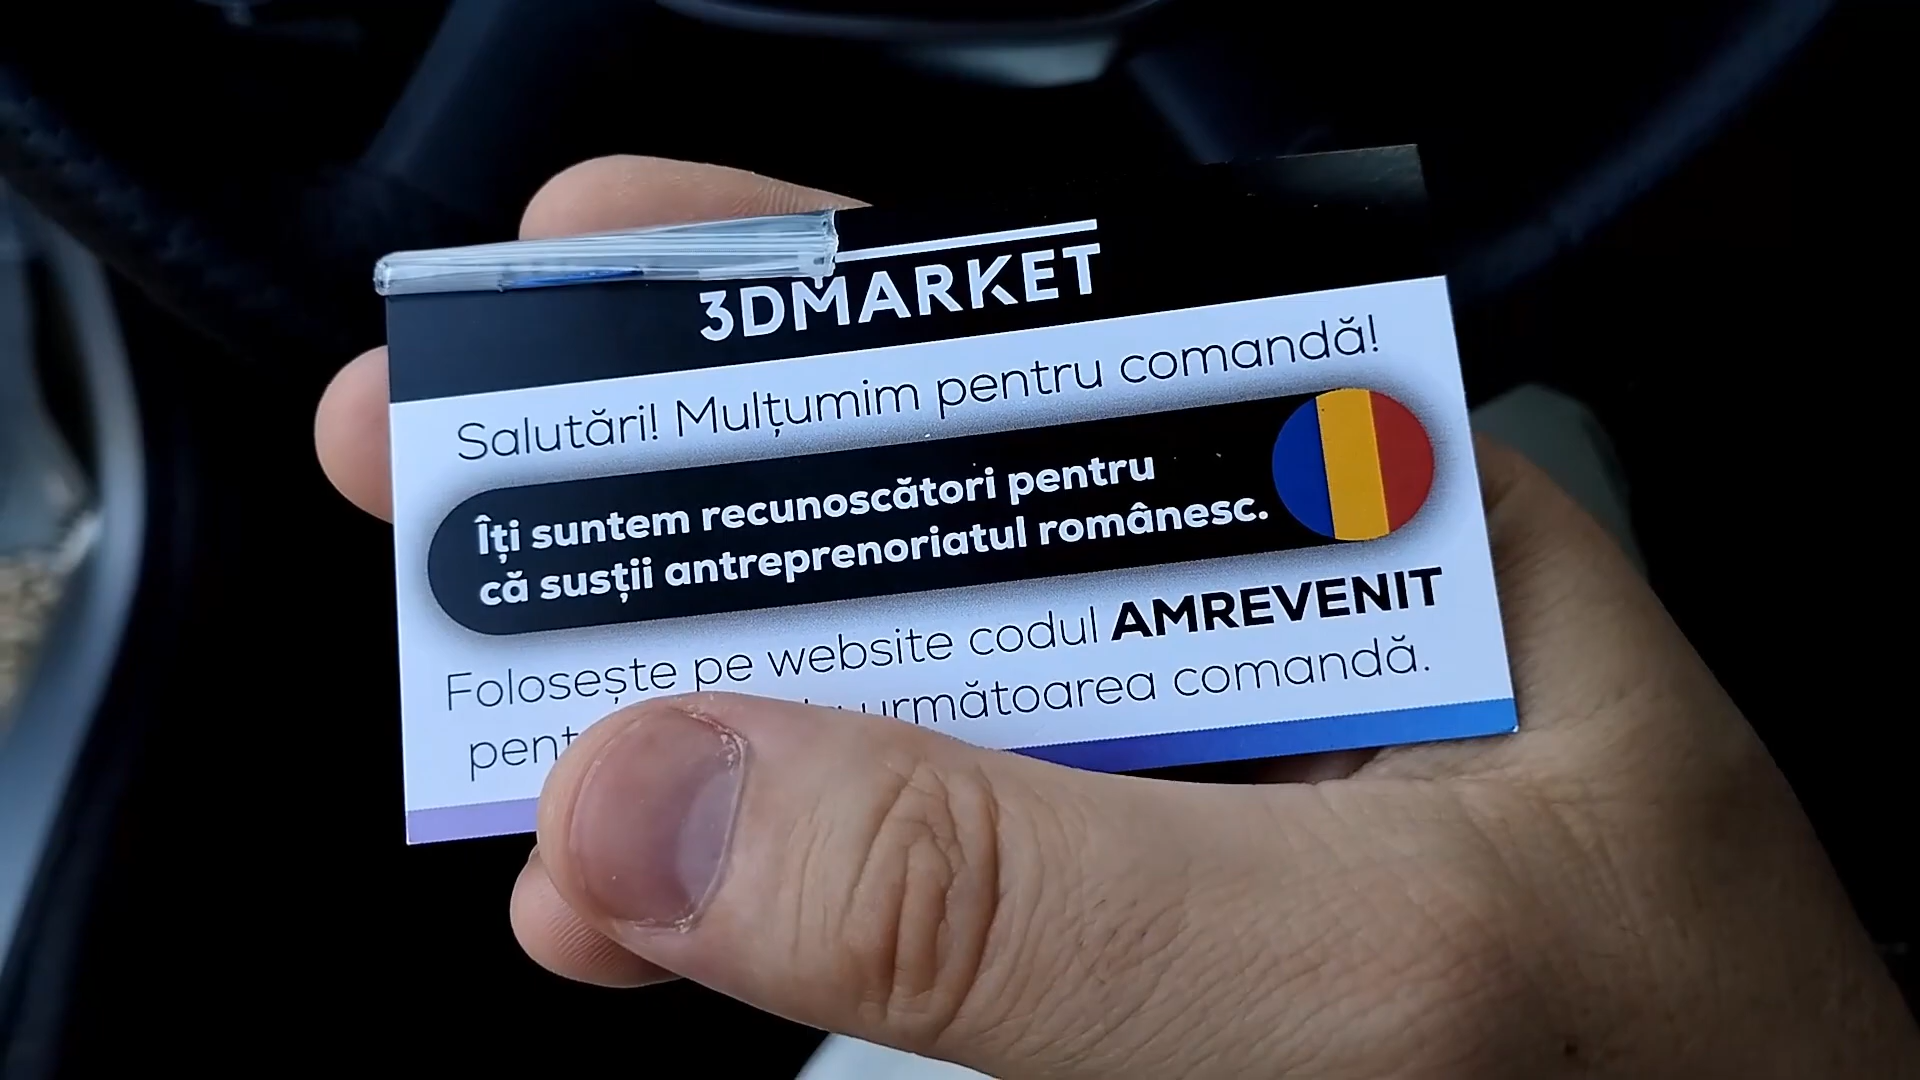 3DMARKET
Salutări! Mulțumim pentru comandă!
Îți suntem recunoscători pentru
că susții antreprenoriatul românesc.
Folosește pe website codul AMREVENIT
următoarea comandă.